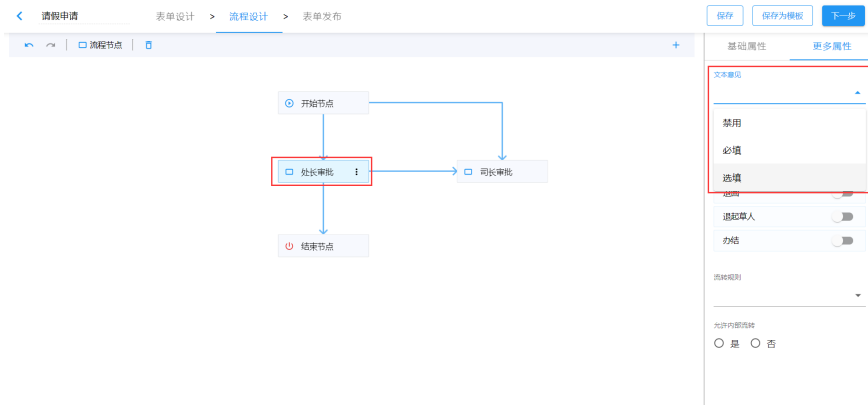 请假申请 表单设计 > 流程设计 > 表单发布 保存 保存为模板 下一步
流程节点 基础属性 更多属性
文本意见
开始节点
禁用
必填
处长审批 司长审批
选填
退回
退起草人
办结
结束节点
流转规则
允许内部流转
是 否